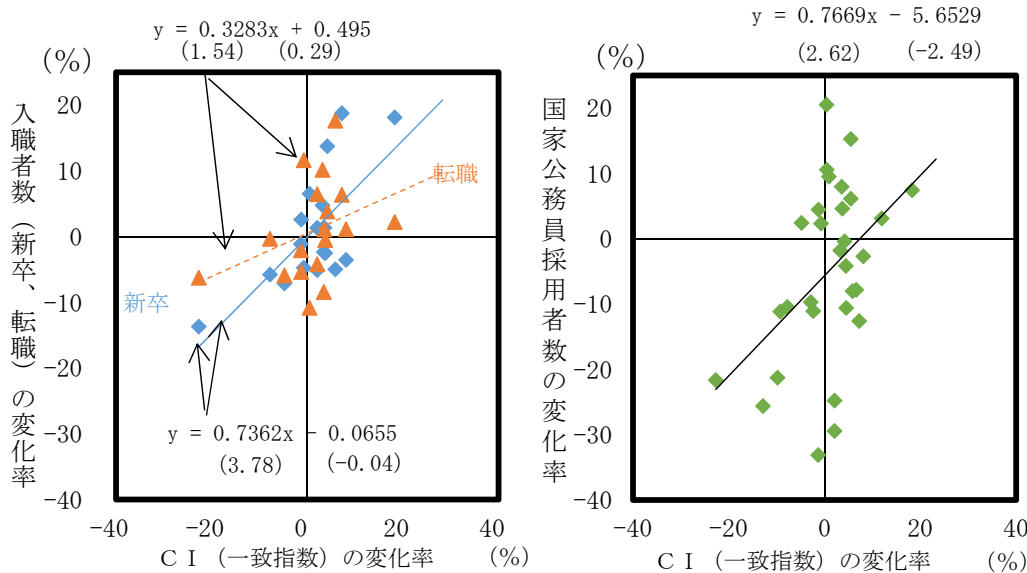 y = 0.3283x + 0.495
(1.54) (0.29)
(%)
入職者数(新卒、転職)の変化率
20
10
0
-10
-20
-30
-40
転職
新卒
y = 0.7362x - 0.0655
(3.78) (-0.04)
-40 -20 0 20 40
CI(一致指数)の変化率 (%)
y = 0.7669x - 5.6529
(2.62) (-2.49)
(%)
国家公務員採用者数の変化率
20
10
0
-10
-20
-30
-40
-40 -20 0 20 40
CI(一致指数)の変化率 (%)